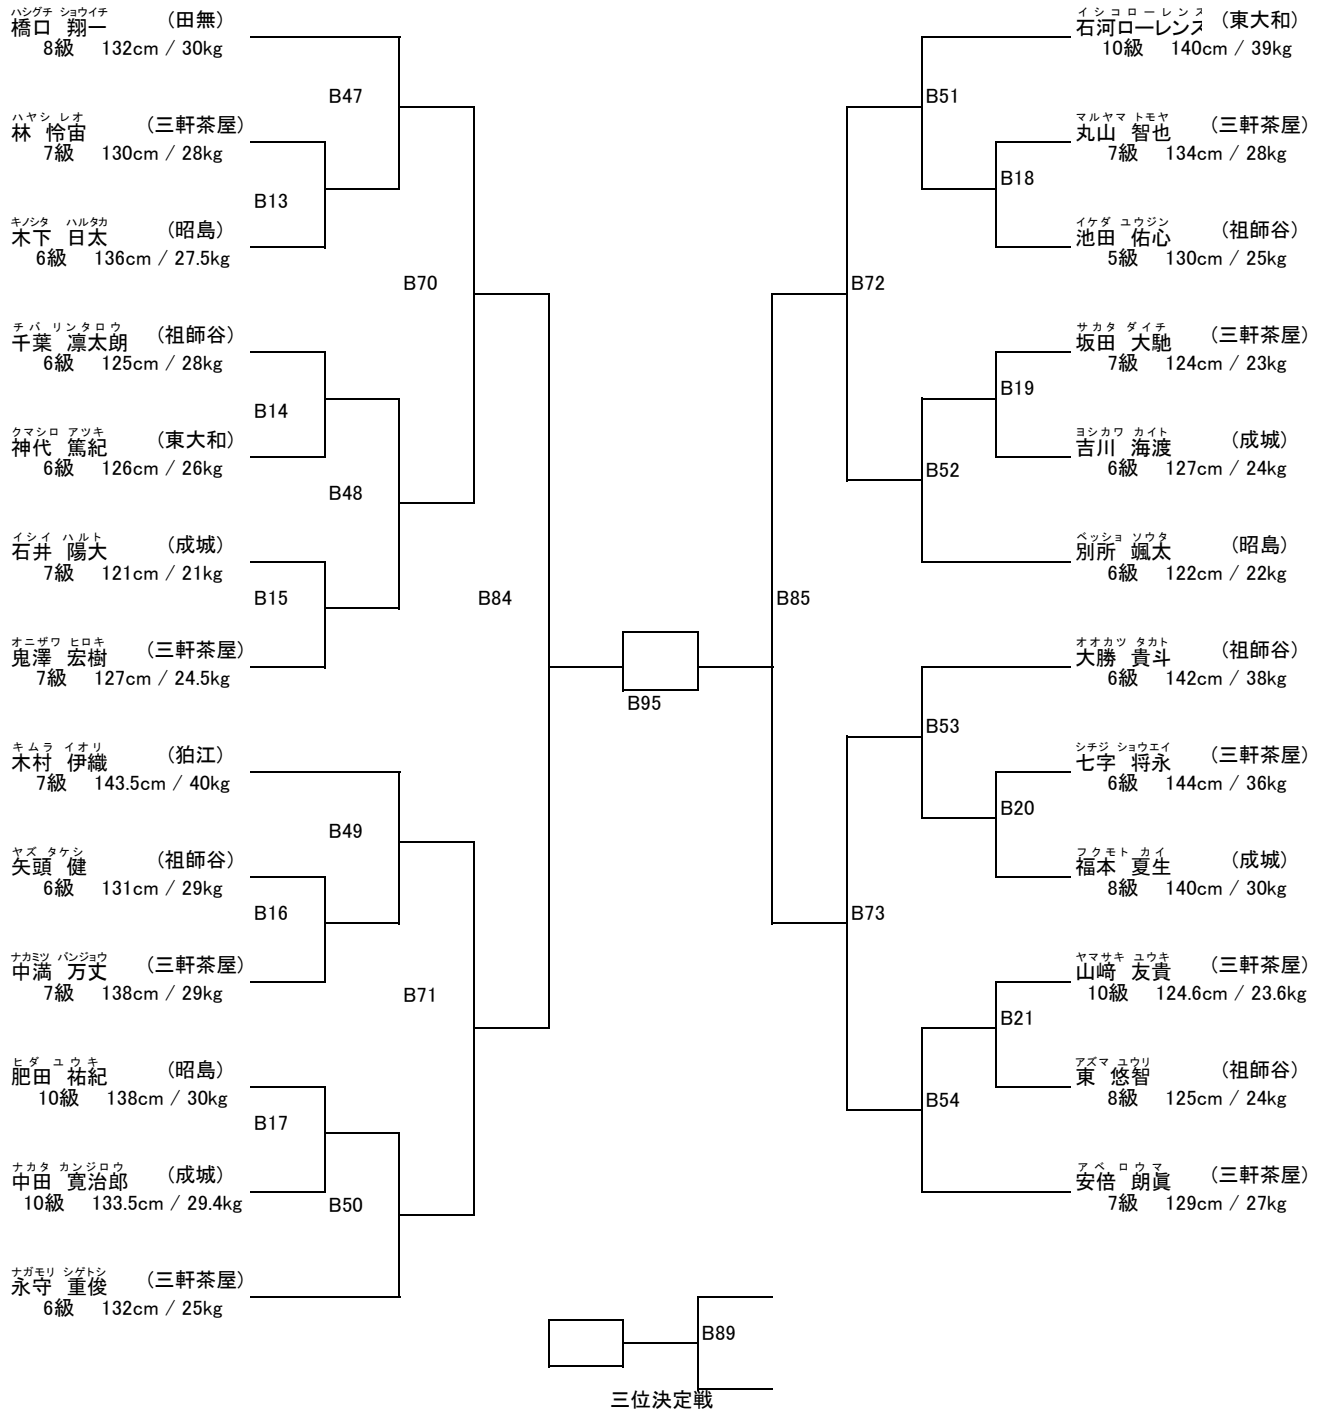 ハシグチ ショウイチ
橋口 翔一 （田無）
8級 132cm / 30kg
B47
ハヤシ レオ
林 怜宙 （三軒茶屋）
7級 130cm / 28kg
B13
キノシタ ハルタカ
木下 日太 （昭島）
6級 136cm / 27.5kg
B70
チバ リンタロウ
千葉 凛太朗 （祖師谷）
6級 125cm / 28kg
B14
クマシロ アツキ
神代 篤紀 （東大和）
6級 126cm / 26kg
B48
イシイ ハルト
石井 陽大 （成城）
7級 121cm / 21kg
B15
B84
オニザワ ヒロキ
鬼澤 宏樹 （三軒茶屋）
7級 127cm / 24.5kg
キムラ イオリ
木村 伊織 （狛江）
7級 143.5cm / 40kg
B49
ヤズ タケシ
矢頭 健 （祖師谷）
6級 131cm / 29kg
B16
ナカミツ バンジョウ
中満 万丈 （三軒茶屋）
7級 138cm / 29kg
B71
ヒダ ユウキ
肥田 祐紀 （昭島）
10級 138cm / 30kg
B17
ナカタ カンジロウ
中田 寛治郎 （成城）
10級 133.5cm / 29.4kg
B50
ナガモリ シゲトシ
永守 重俊 （三軒茶屋）
6級 132cm / 25kg
B95
イシコローレンス
石河ローレンス （東大和）
10級 140cm / 39kg
B51
マルヤマ トモヤ
丸山 智也 （三軒茶屋）
7級 134cm / 28kg
B18
イケダ ユウジン
池田 佑心 （祖師谷）
5級 130cm / 25kg
B72
サカタ ダイチ
坂田 大馳 （三軒茶屋）
7級 124cm / 23kg
B19
ヨシカワ カイト
吉川 海渡 （成城）
6級 127cm / 24kg
B52
ベッショ ソウタ
別所 颯太 （昭島）
6級 122cm / 22kg
B85
オオカツ タカト
大勝 貴斗 （祖師谷）
6級 142cm / 38kg
B53
シチジ ショウエイ
七字 将永 （三軒茶屋）
6級 144cm / 36kg
B20
フクモト カイ
福本 夏生 （成城）
8級 140cm / 30kg
B73
ヤマサキ ユウキ
山﨑 友貴 （三軒茶屋）
10級 124.6cm / 23.6kg
B21
アズマ ユウリ
東 悠智 （祖師谷）
8級 125cm / 24kg
B54
アベ ロウマ
安倍 朗眞 （三軒茶屋）
7級 129cm / 27kg
B89
三位決定戦